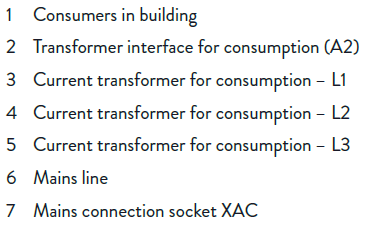 1 Consumers in building
2 Transformer interface for consumption (A2)
3 Current transformer for consumption – L1
4 Current transformer for consumption – L2
5 Current transformer for consumption – L3
6 Mains line
7 Mains connection socket XAC